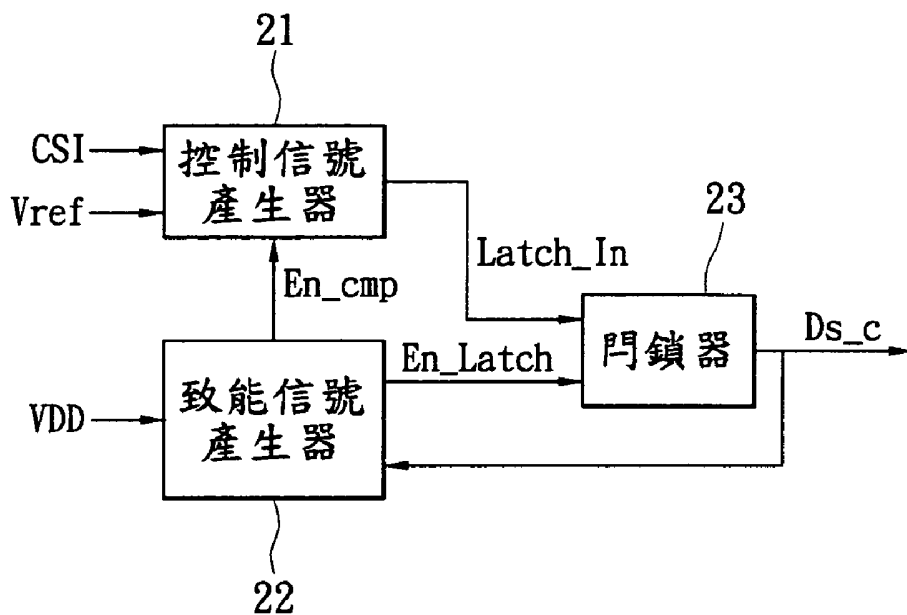 21
CSI
控制信號
產生器
Vref
23
Latch_In
En_cmp
Ds_c
閂鎖器
En_Latch
致能信號
VDD
產生器
22